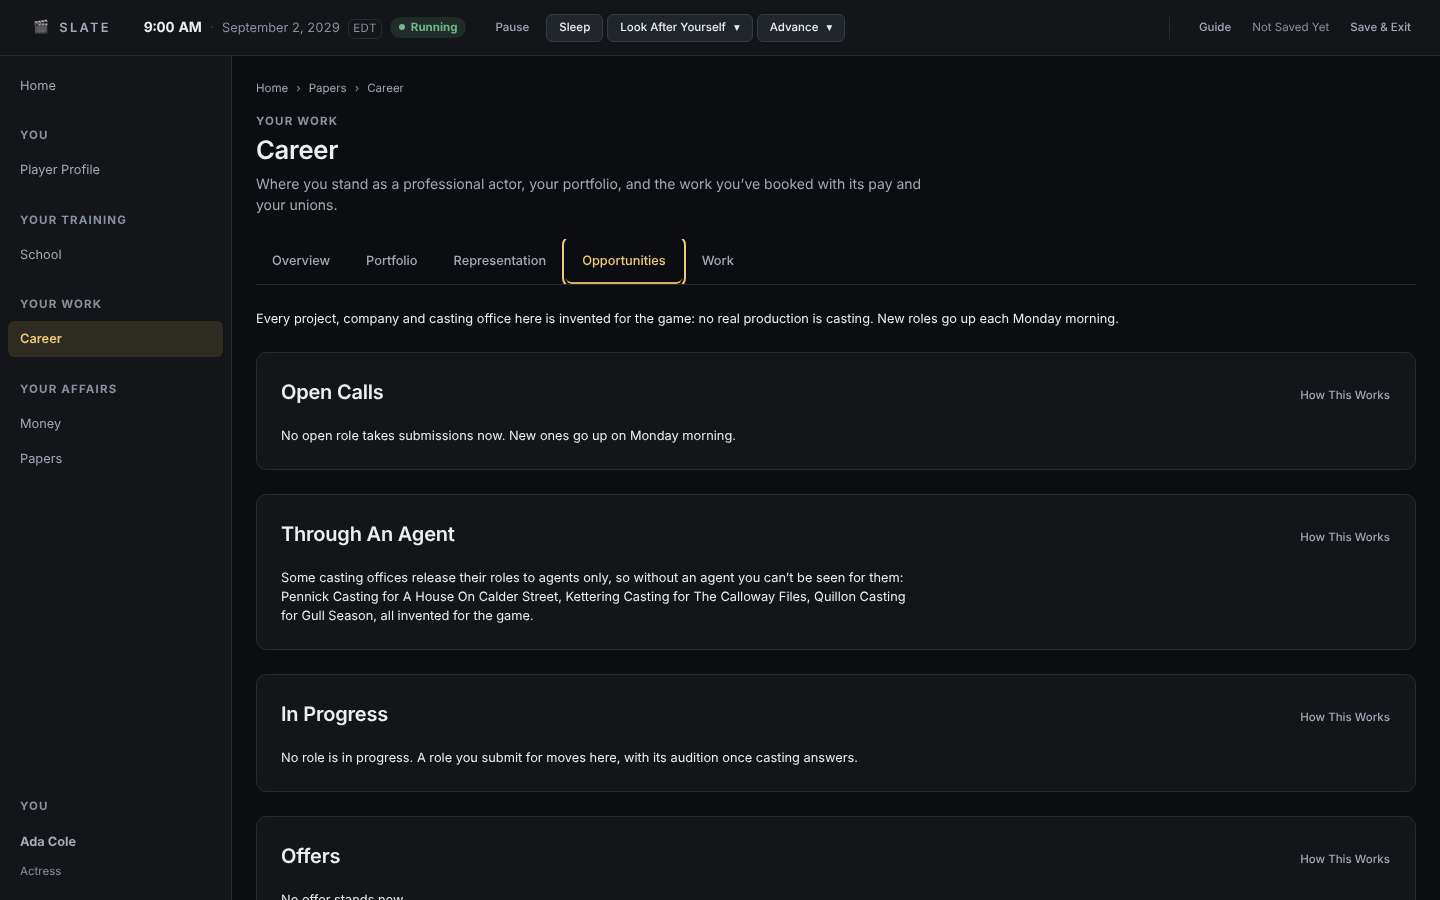 SLATE
9:00 AM · September 2, 2029 EDT Running
Pause
Sleep
Look After Yourself ▾
Advance ▾
Guide
Not Saved Yet
Save & Exit
Home
YOU
Player Profile
YOUR TRAINING
School
YOUR WORK
Career
YOUR AFFAIRS
Money
Papers
YOU
Ada Cole
Actress
Home › Papers › Career
YOUR WORK
Career
Where you stand as a professional actor, your portfolio, and the work you've booked with its pay and
your unions.
Overview
Portfolio
Representation
Opportunities
Work
Every project, company and casting office here is invented for the game: no real production is casting. New roles go up each Monday morning.
Open Calls
How This Works
No open role takes submissions now. New ones go up on Monday morning.
Through An Agent
How This Works
Some casting offices release their roles to agents only, so without an agent you can't be seen for them:
Pennick Casting for A House On Calder Street, Kettering Casting for The Calloway Files, Quillon Casting
for Gull Season, all invented for the game.
In Progress
How This Works
No role is in progress. A role you submit for moves here, with its audition once casting answers.
Offers
How This Works
No offer stands now.